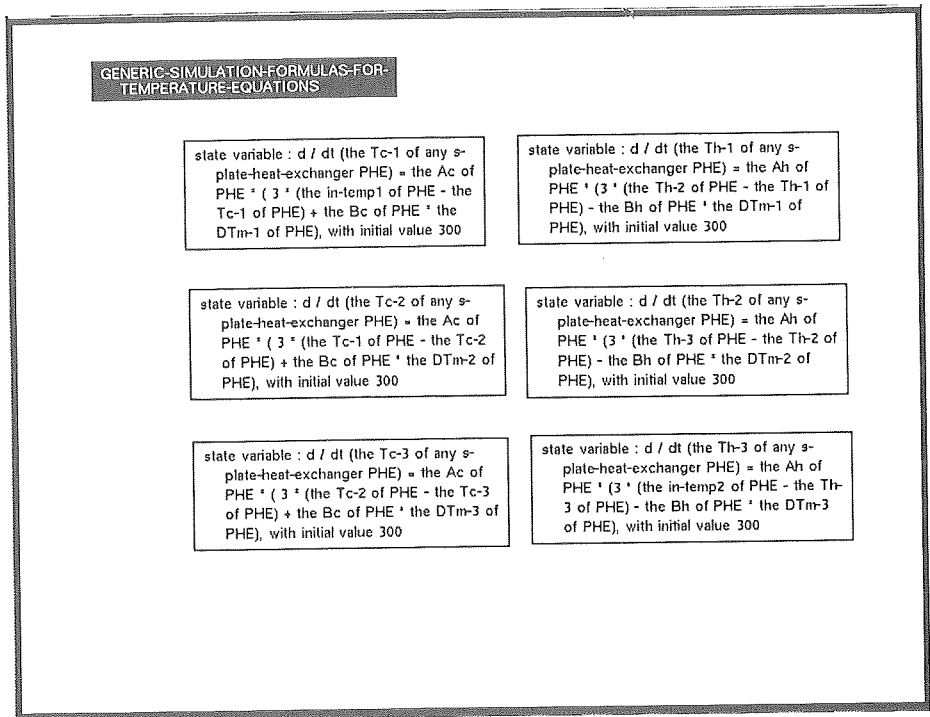 GENERIC-SIMULATION-FORMULAS-FOR-
TEMPERATURE-EQUATIONS
state variable : d / dt (the Tc-1 of any s-
plate-heat-exchanger PHE) = the Ac of
PHE * ( 3 * (the in-temp1 of PHE - the
Tc-1 of PHE) + the Bc of PHE * the
DTm-1 of PHE), with initial value 300
state variable : d / dt (the Th-1 of any s-
plate-heat-exchanger PHE) = the Ah of
PHE * (3 * (the Th-2 of PHE - the Th-1 of
PHE) - the Bh of PHE * the DTm-1 of
PHE), with initial value 300
state variable : d / dt (the Tc-2 of any s-
plate-heat-exchanger PHE) = the Ac of
PHE * ( 3 * (the Tc-1 of PHE - the Tc-2
of PHE) + the Bc of PHE * the DTm-2 of
PHE), with initial value 300
state variable : d / dt (the Th-2 of any s-
plate-heat-exchanger PHE) = the Ah of
PHE * (3 * (the Th-3 of PHE - the Th-2 of
PHE) - the Bh of PHE * the DTm-2 of
PHE), with initial value 300
state variable : d / dt (the Tc-3 of any s-
plate-heat-exchanger PHE) = the Ac of
PHE * ( 3 * (the Tc-2 of PHE - the Tc-3
of PHE) + the Bc of PHE * the DTm-3 of
PHE), with initial value 300
state variable : d / dt (the Th-3 of any s-
plate-heat-exchanger PHE) = the Ah of
PHE * (3 * (the in-temp2 of PHE - the Th-
3 of PHE) - the Bh of PHE * the DTm-3
of PHE), with initial value 300